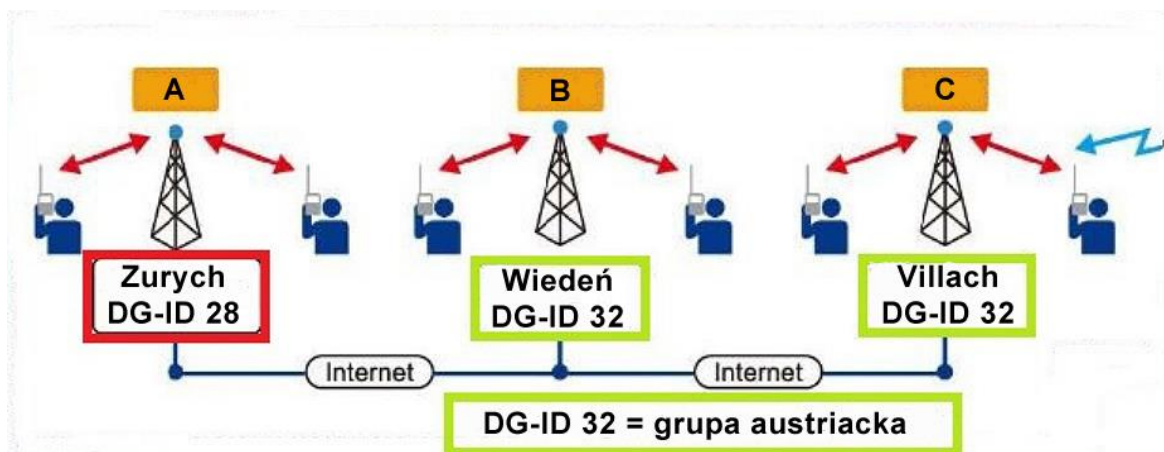 A
B
C
Zurych
DG-ID 28
Wiedeń
DG-ID 32
Villach
DG-ID 32
Internet
Internet
DG-ID 32 = grupa austriacka